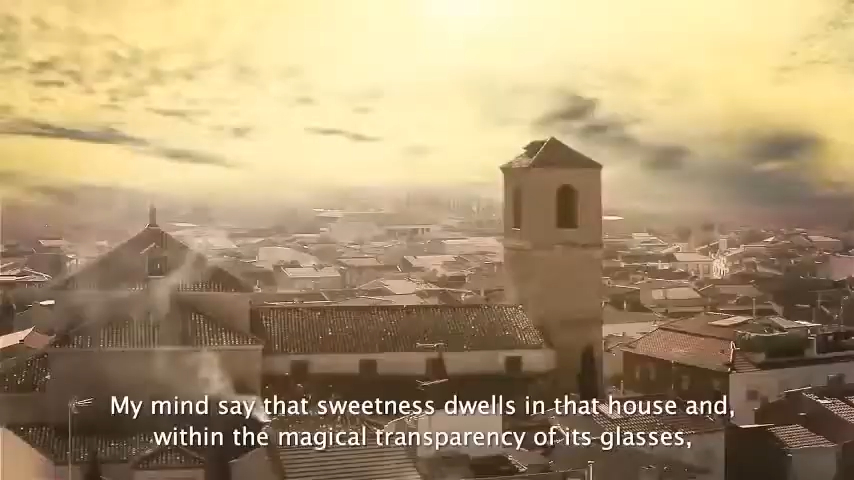 My mind say that sweetness dwells in that house and,
within the magical transparency of its glasses,